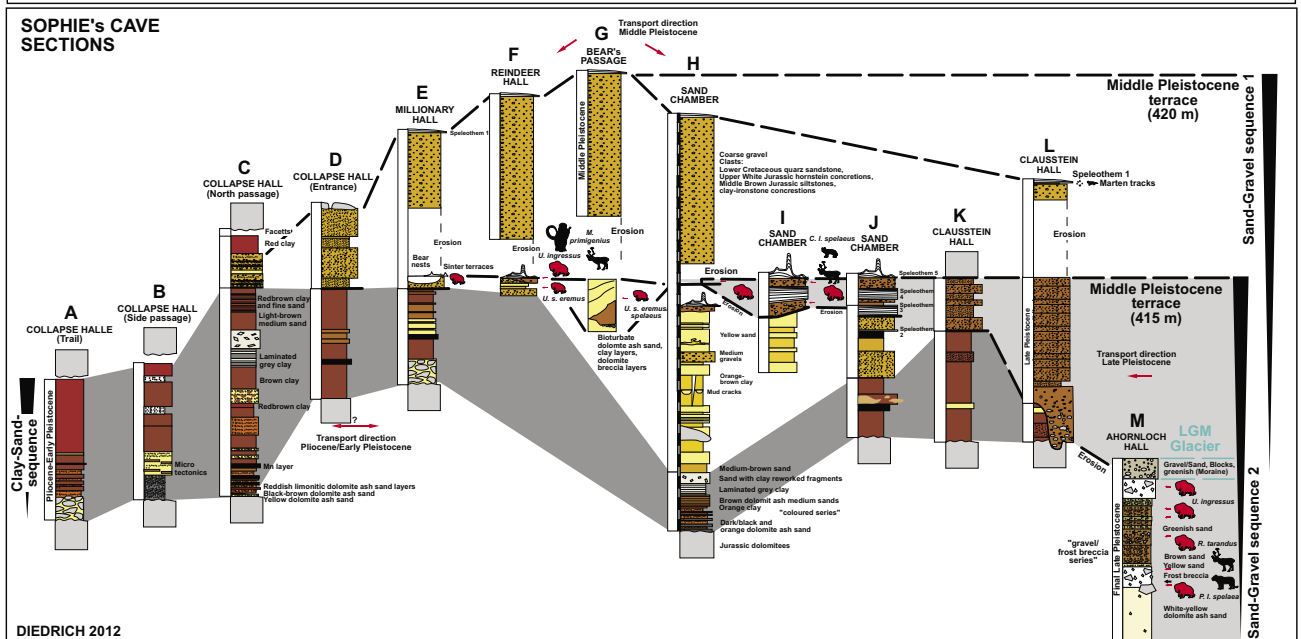 SOPHIE's CAVE
SECTIONS
Transport direction
Middle Pleistocene
A
COLLAPSE HALLE
(Trail)
B
COLLAPSE HALL
(Side passage)
C
COLLAPSE HALL
(North passage)
D
COLLAPSE HALL
(Entrance)
E
MILLIONARY
HALL
F
REINDEER
HALL
G
BEAR's
PASSAGE
H
SAND
CHAMBER
I
SAND
CHAMBER
J
SAND
CHAMBER
K
CLAUSSTEIN
HALL
L
CLAUSSTEIN
HALL
M
AHORNLOCH
HALL
Clay-Sand-
sequence
Pliocene-Early Pleistocene
Micro
tectonics
Facetts
Red clay
Redbrown clay
and fine sand
Light-brown
medium sand
Laminated
grey clay
Brown clay
Redbrown clay
Mn layer
Reddish limonitic dolomite ash sand layers
Black-brown dolomite ash sand
Yellow dolomite ash sand
?
Transport direction
Pliocene/Early Pleistocene
Speleothem 1
Erosion
Bear
nests
Sinter terraces
Erosion
M.
primigenius
U. ingressus
U. s. eremus
Middle Pleistocene
Erosion
U. s. eremus/
spelaeus
Bioturbate
dolomte ash sand,
clay layers,
dolomite
breccia layers
Coarse gravel
Clasts:
Lower Cretaceous quarz sandstone,
Upper White Jurassic hornstein concretions,
Middle Brown Jurassic siltstones,
clay-ironstone concretions
Erosion
Erosion
Yellow sand
Medium
gravels
Orange-
brown clay
Mud cracks
Medium-brown sand
Sand with clay reworked fragments
Laminated grey clay
Brown dolomit ash medium sands
Orange clay
"coloured series"
Dark/black and
orange dolomite ash sand
Jurassic dolomitees
C. l. spelaeus
Erosion
Speleothem 5
Speleothem
4
Speleothem
3
Speleothem
2
Speleothem 1
Marten tracks
Erosion
Late Pleistocene
Middle Pleistocene
terrace
(420 m)
Middle Pleistocene
terrace
(415 m)
Transport direction
Late Pleistocene
Erosion
LGM
Glacier
Gravel/Sand, Blocks,
greenish (Moraine)
U. ingressus
Greenish sand
R. tarandus
Brown sand
Yellow sand
Frost breccia
P. l. spelaea
White-yellow
dolomite ash sand
"gravel/
frost breccia
series"
Final Late Pleistocene
Sand-Gravel sequence 1
Sand-Gravel sequence 2
DIEDRICH 2012